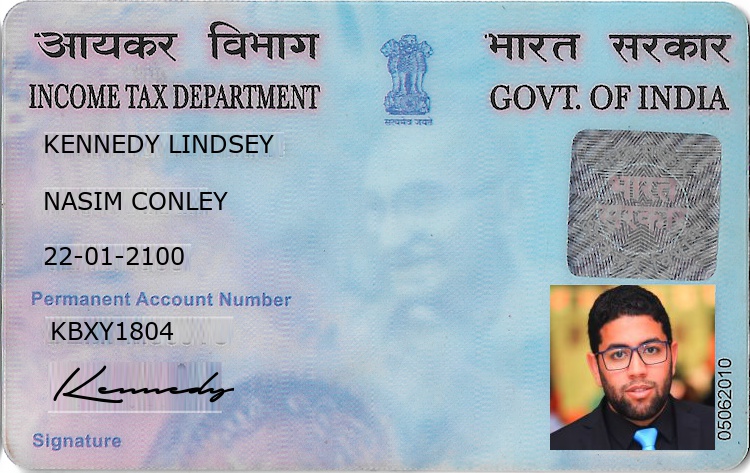 आयकर विभाग
भारत सरकार
INCOME TAX DEPARTMENT
GOVT. OF INDIA
सत्यमेव जयते
KENNEDY LINDSEY
भारत सरकार
NASIM CONLEY
22-01-2100
Permanent Account Number
KBXY1804
Kennedy
Signature
05062010